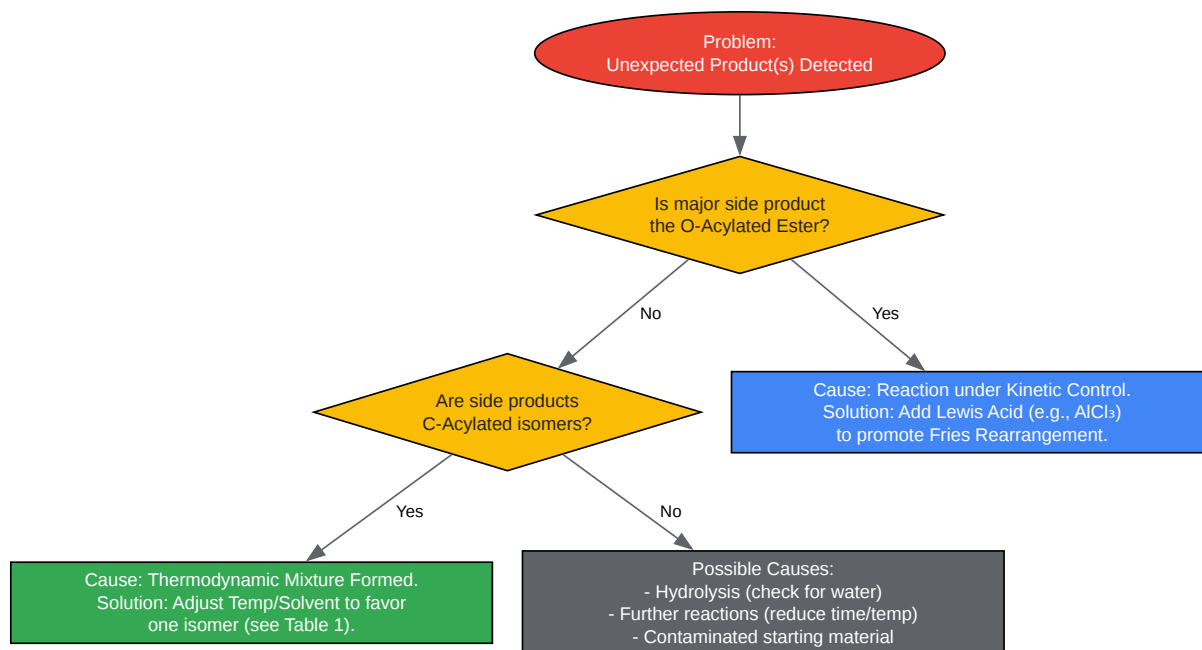 Problem:
Unexpected Product(s) Detected
Is major side product
the O-Acylated Ester?
No
Yes
Are side products
C-Acylated isomers?
Cause: Reaction under Kinetic Control.
Solution: Add Lewis Acid (e.g., AlCl₃)
to promote Fries Rearrangement.
Yes
No
Cause: Thermodynamic Mixture Formed.
Solution: Adjust Temp/Solvent to favor
one isomer (see Table 1).
Possible Causes:
- Hydrolysis (check for water)
- Further reactions (reduce time/temp)
- Contaminated starting material